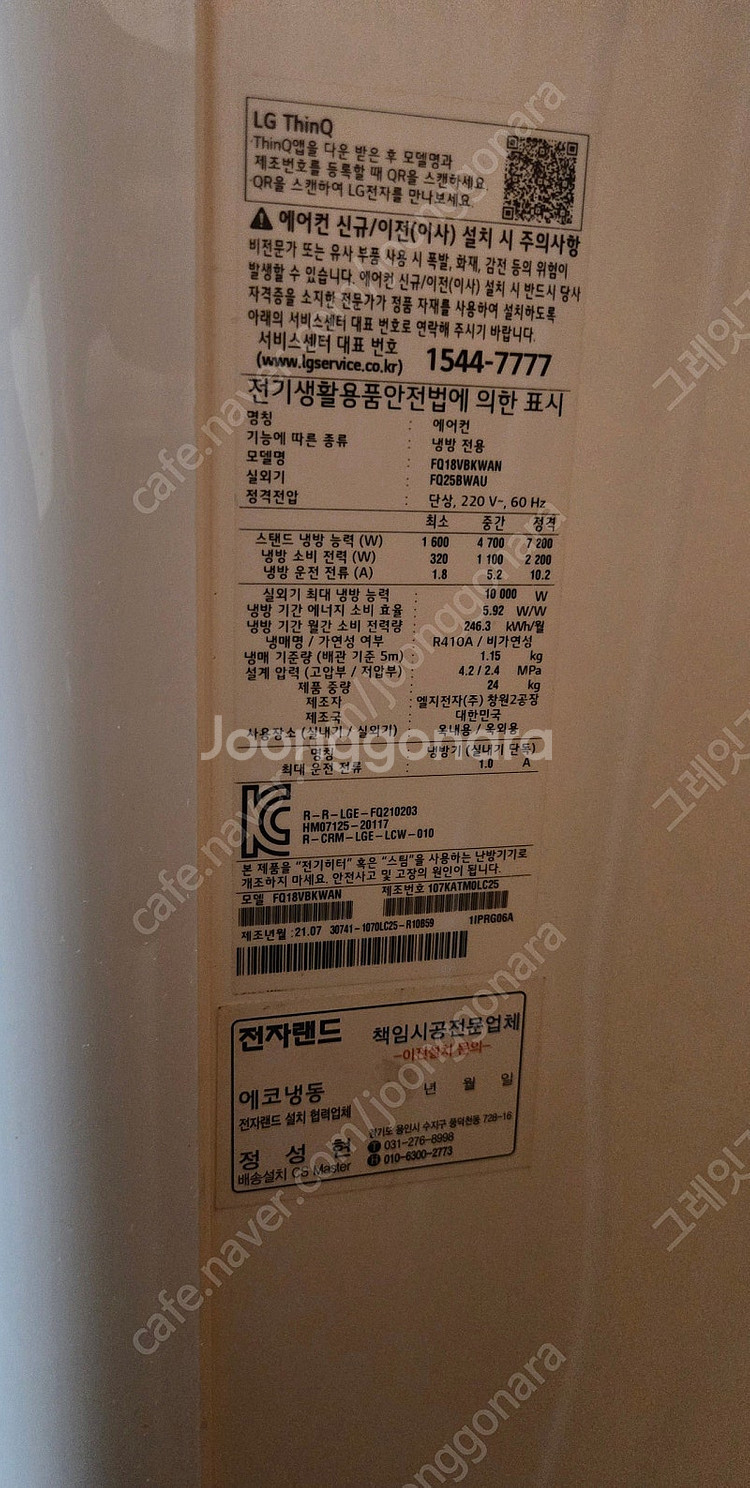 LG ThinQ
ThinQ앱을 다운 받은 후 모델명과
제조번호를 등록할 때 QR을 스캔하세요.
QR을 스캔하여 LG전자를 만나보세요.
에어컨 신규/이전(이사) 설치 시 주의사항
비전문가 또는 유사 부품 사용 시 폭발, 화재, 감전 등의 위험이
발생할 수 있습니다. 에어컨 신규/이전(이사) 설치 시 반드시 당사
자격증을 소지한 전문가가 정품 자재를 사용하여 설치하도록
아래의 서비스센터 대표 번호로 연락해 주시기 바랍니다.
서비스센터 대표 번호
(www.lgservice.co.kr) 1544-7777
전기생활용품안전법에 의한 표시
명칭 : 에어컨
기능에 따른 종류 : 냉방 전용
모델명 : FQ18VBKWAN
실외기 : FQ25BWAU
정격전압 : 단상, 220 V~, 60 Hz
최소 중간 정격
스탠드 냉방 능력 (W) 1 600 4 700 7 200
냉방 소비 전력 (W) 320 1 100 2 200
냉방 운전 전류 (A) 1.8 5.2 10.2
실외기 최대 냉방 능력 : 10 000 W
냉방 기간 에너지 소비 효율 : 5.92 W/W
냉방 기간 월간 소비 전력량 : 246.3 kWh/월
냉매명 / 가연성 여부 : R410A / 비가연성
냉매 기준량 (배관 기준 5m) : 1.15 kg
설계 압력 (고압부 / 저압부) : 4.2 / 2.4 MPa
제품 중량 : 24 kg
제조자 : 엘지전자(주) 창원2공장
제조국 : 대한민국
사용장소 (실내기 / 실외기) : 옥내용 / 옥외용
명칭 : 냉방기 (실내기 단독)
최대 운전 전류 : 1.0 A
R-R-LGE-FQ210203
HM07125-20117
R-CRM-LGE-LCW-010
본 제품을 "전기히터" 혹은 "스팀"을 사용하는 난방기기로
개조하지 마세요. 안전사고 및 고장의 원인이 됩니다.
모델 FQ18VBKWAN 제조번호 107KATM0LC25
제조년월 : 21.07 30741-1070LC25-R10859 1IPRG06A
전자랜드 책임시공전문업체
-이전설치 문의-
에코냉동 년 월 일
전자랜드 설치 협력업체
경기도 용인시 수지구 풍덕천동 728-16
정성현 T 031-276-8998
배송설치 CS Master H 010-6300-2773
Joonggonara
cafe.naver.com/joonggonara
cafe.naver.com/joonggonara
cafe.naver.com/joonggonara
그레잇
그레잇
그레잇